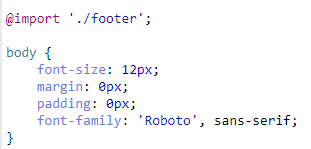 @import './footer';
body {
    font-size: 12px;
    margin: 0px;
    padding: 0px;
    font-family: 'Roboto', sans-serif;
}